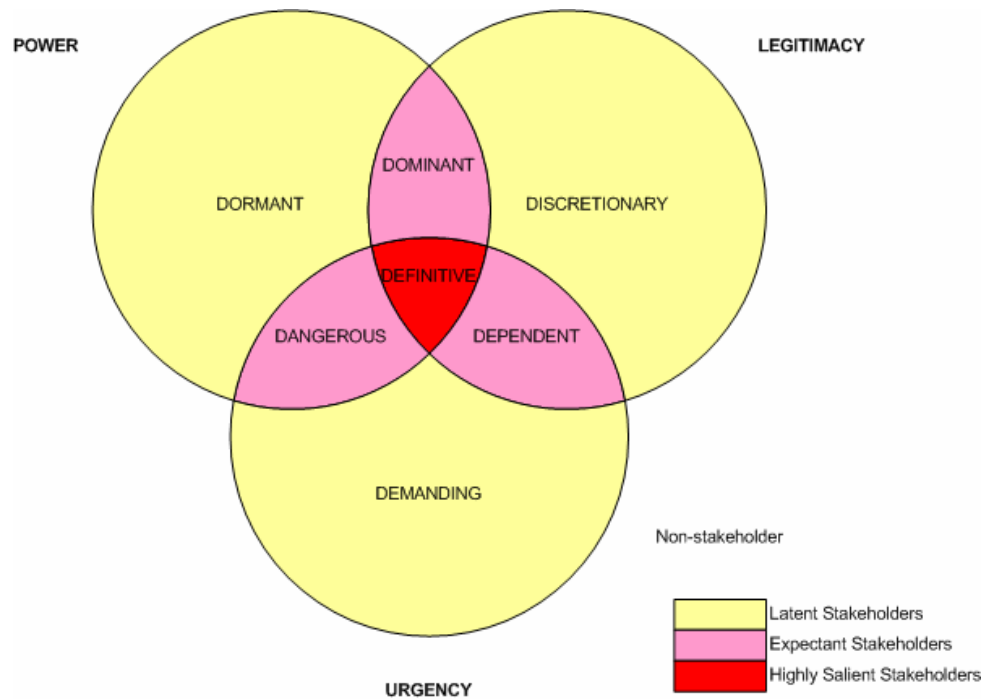 POWER
LEGITIMACY
DOMINANT
DORMANT
DISCRETIONARY
DEFINITIVE
DANGEROUS
DEPENDENT
DEMANDING
Non-stakeholder
Latent Stakeholders
Expectant Stakeholders
Highly Salient Stakeholders
URGENCY